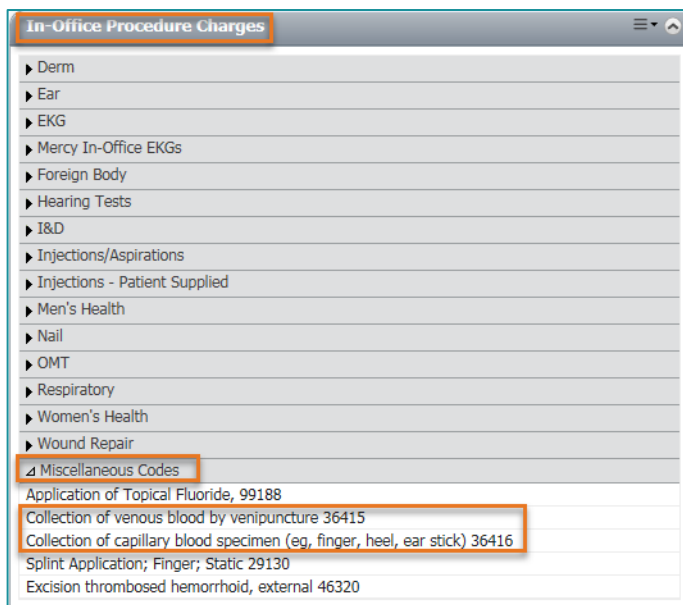 In-Office Procedure Charges
Derm
Ear
EKG
Mercy In-Office EKGs
Foreign Body
Hearing Tests
I&D
Injections/Aspirations
Injections - Patient Supplied
Men's Health
Nail
OMT
Respiratory
Women's Health
Wound Repair
Miscellaneous Codes
Application of Topical Fluoride, 99188
Collection of venous blood by venipuncture 36415
Collection of capillary blood specimen (eg, finger, heel, ear stick) 36416
Splint Application; Finger; Static 29130
Excision thrombosed hemorrhoid, external 46320